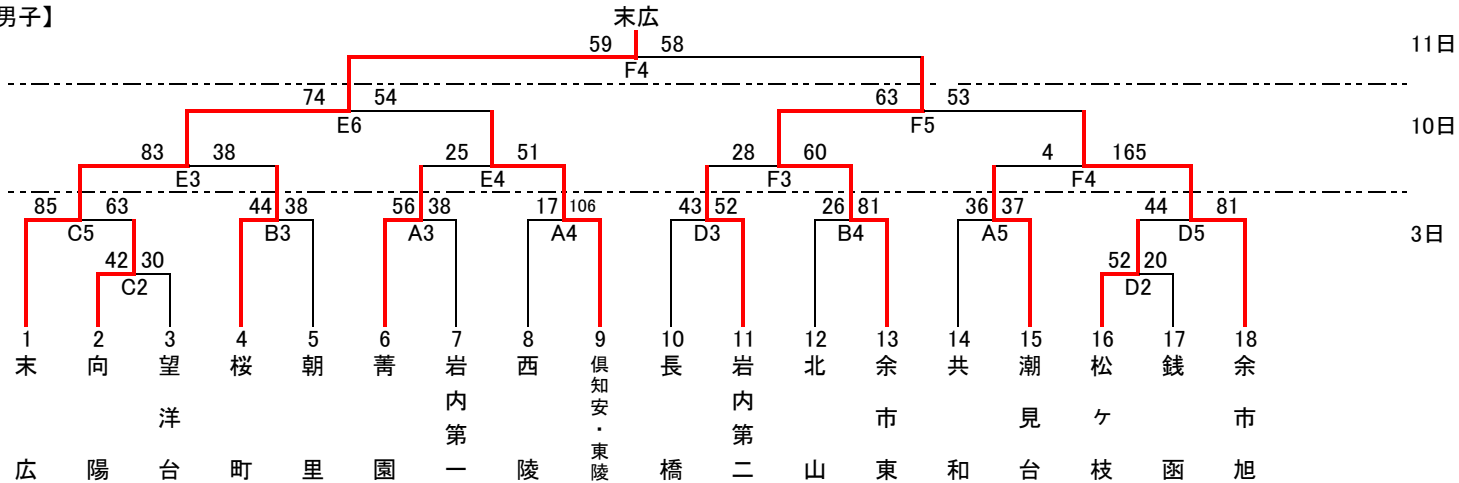 男子】
末広
59 58 11日
F4
74 54 63 53
E6 F5 10日
83 38 25 51 28 60 4 165
E3 E4 F3 F4
85 63 44 38 56 38 17 106 43 52 26 81 36 37 44 81
C5 B3 A3 A4 D3 B4 A5 D5 3日
42 30 52 20
C2 D2
1 2 3 4 5 6 7 8 9 10 11 12 13 14 15 16 17 18
末広
向陽
望洋台
桜町
朝里
菁園
岩内第一
西陵
倶知安・東陵
長橋
岩内第二
北山
余市東
共和
潮見台
松ヶ枝
銭函
余市旭